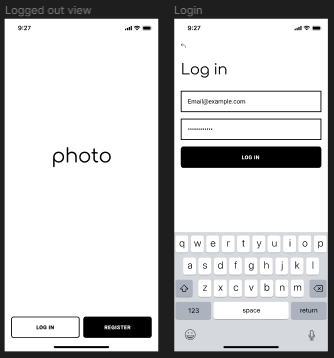 Logged out view
9:27
photo
LOG IN
REGISTER
Login
9:27
Log in
Email@example.com
••••••••••••
LOG IN
q w e r t y u i o p
a s d f g h j k l
z x c v b n m
123 space return